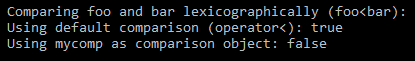 Comparing foo and bar lexicographically (foo<bar):
Using default comparison (operator<): true
Using mycomp as comparison object: false